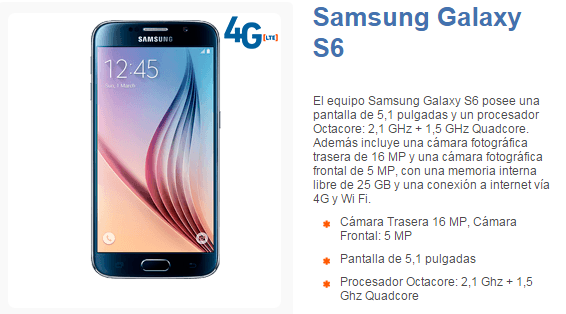 4G [LTE]
SAMSUNG
12:45
Samsung Galaxy
S6
El equipo Samsung Galaxy S6 posee una
pantalla de 5,1 pulgadas y un procesador
Octacore: 2,1 GHz + 1,5 GHz Quadcore.
Además incluye una cámara fotográfica
trasera de 16 MP y una cámara fotográfica
frontal de 5 MP, con una memoria interna
libre de 25 GB y una conexión a internet vía
4G y Wi Fi.
Cámara Trasera 16 MP, Cámara
Frontal: 5 MP
Pantalla de 5,1 pulgadas
Procesador Octacore: 2,1 Ghz + 1,5
Ghz Quadcore